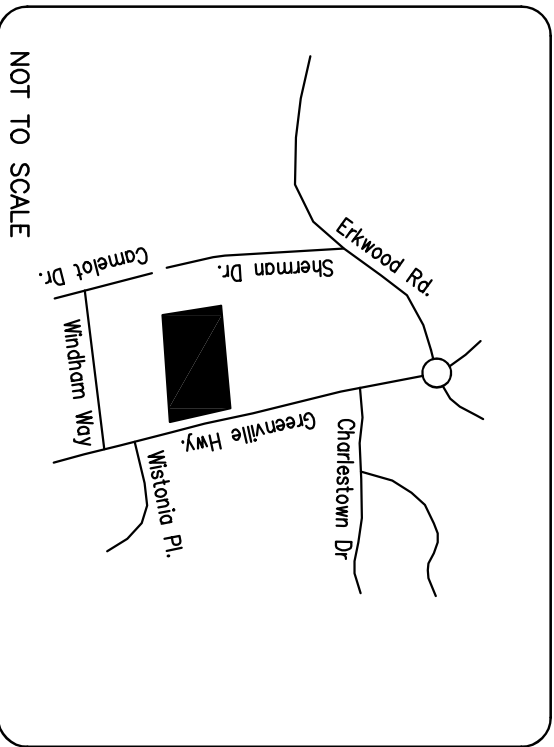 Erkwood Rd.
Sherman Dr.
Camelot Dr.
Windham Way
Greenville Hwy.
Wistonia Pl.
Charlestown Dr
NOT TO SCALE